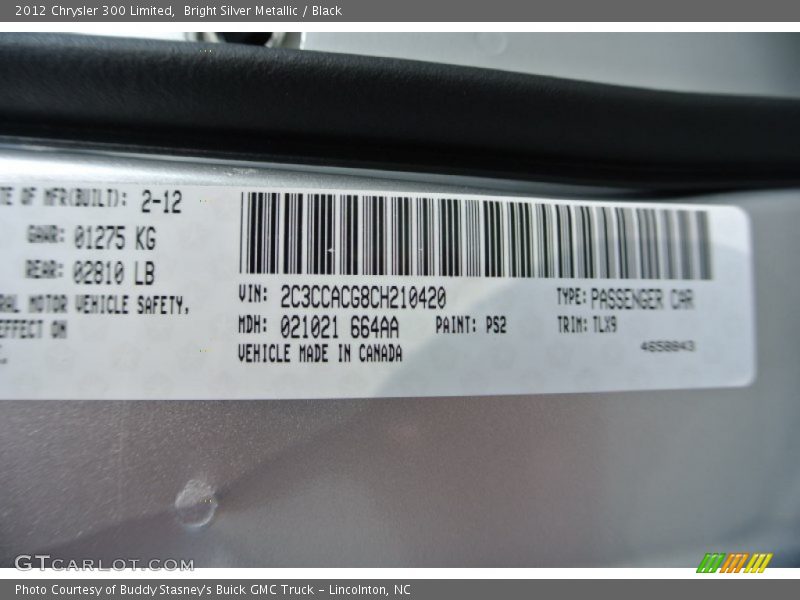 2012 Chrysler 300 Limited, Bright Silver Metallic / Black
TE OF MFR(BUILT): 2-12
GAWR: 01275 KG
REAR: 02810 LB
RAL MOTOR VEHICLE SAFETY,
EFFECT ON
VIN: 2C3CCACG8CH210420
TYPE: PASSENGER CAR
MDH: 021021 664AA PAINT: PS2
TRIM: TLX9
VEHICLE MADE IN CANADA
4658843
GTCARLOT.COM
Photo Courtesy of Buddy Stasney's Buick GMC Truck – Lincolnton, NC